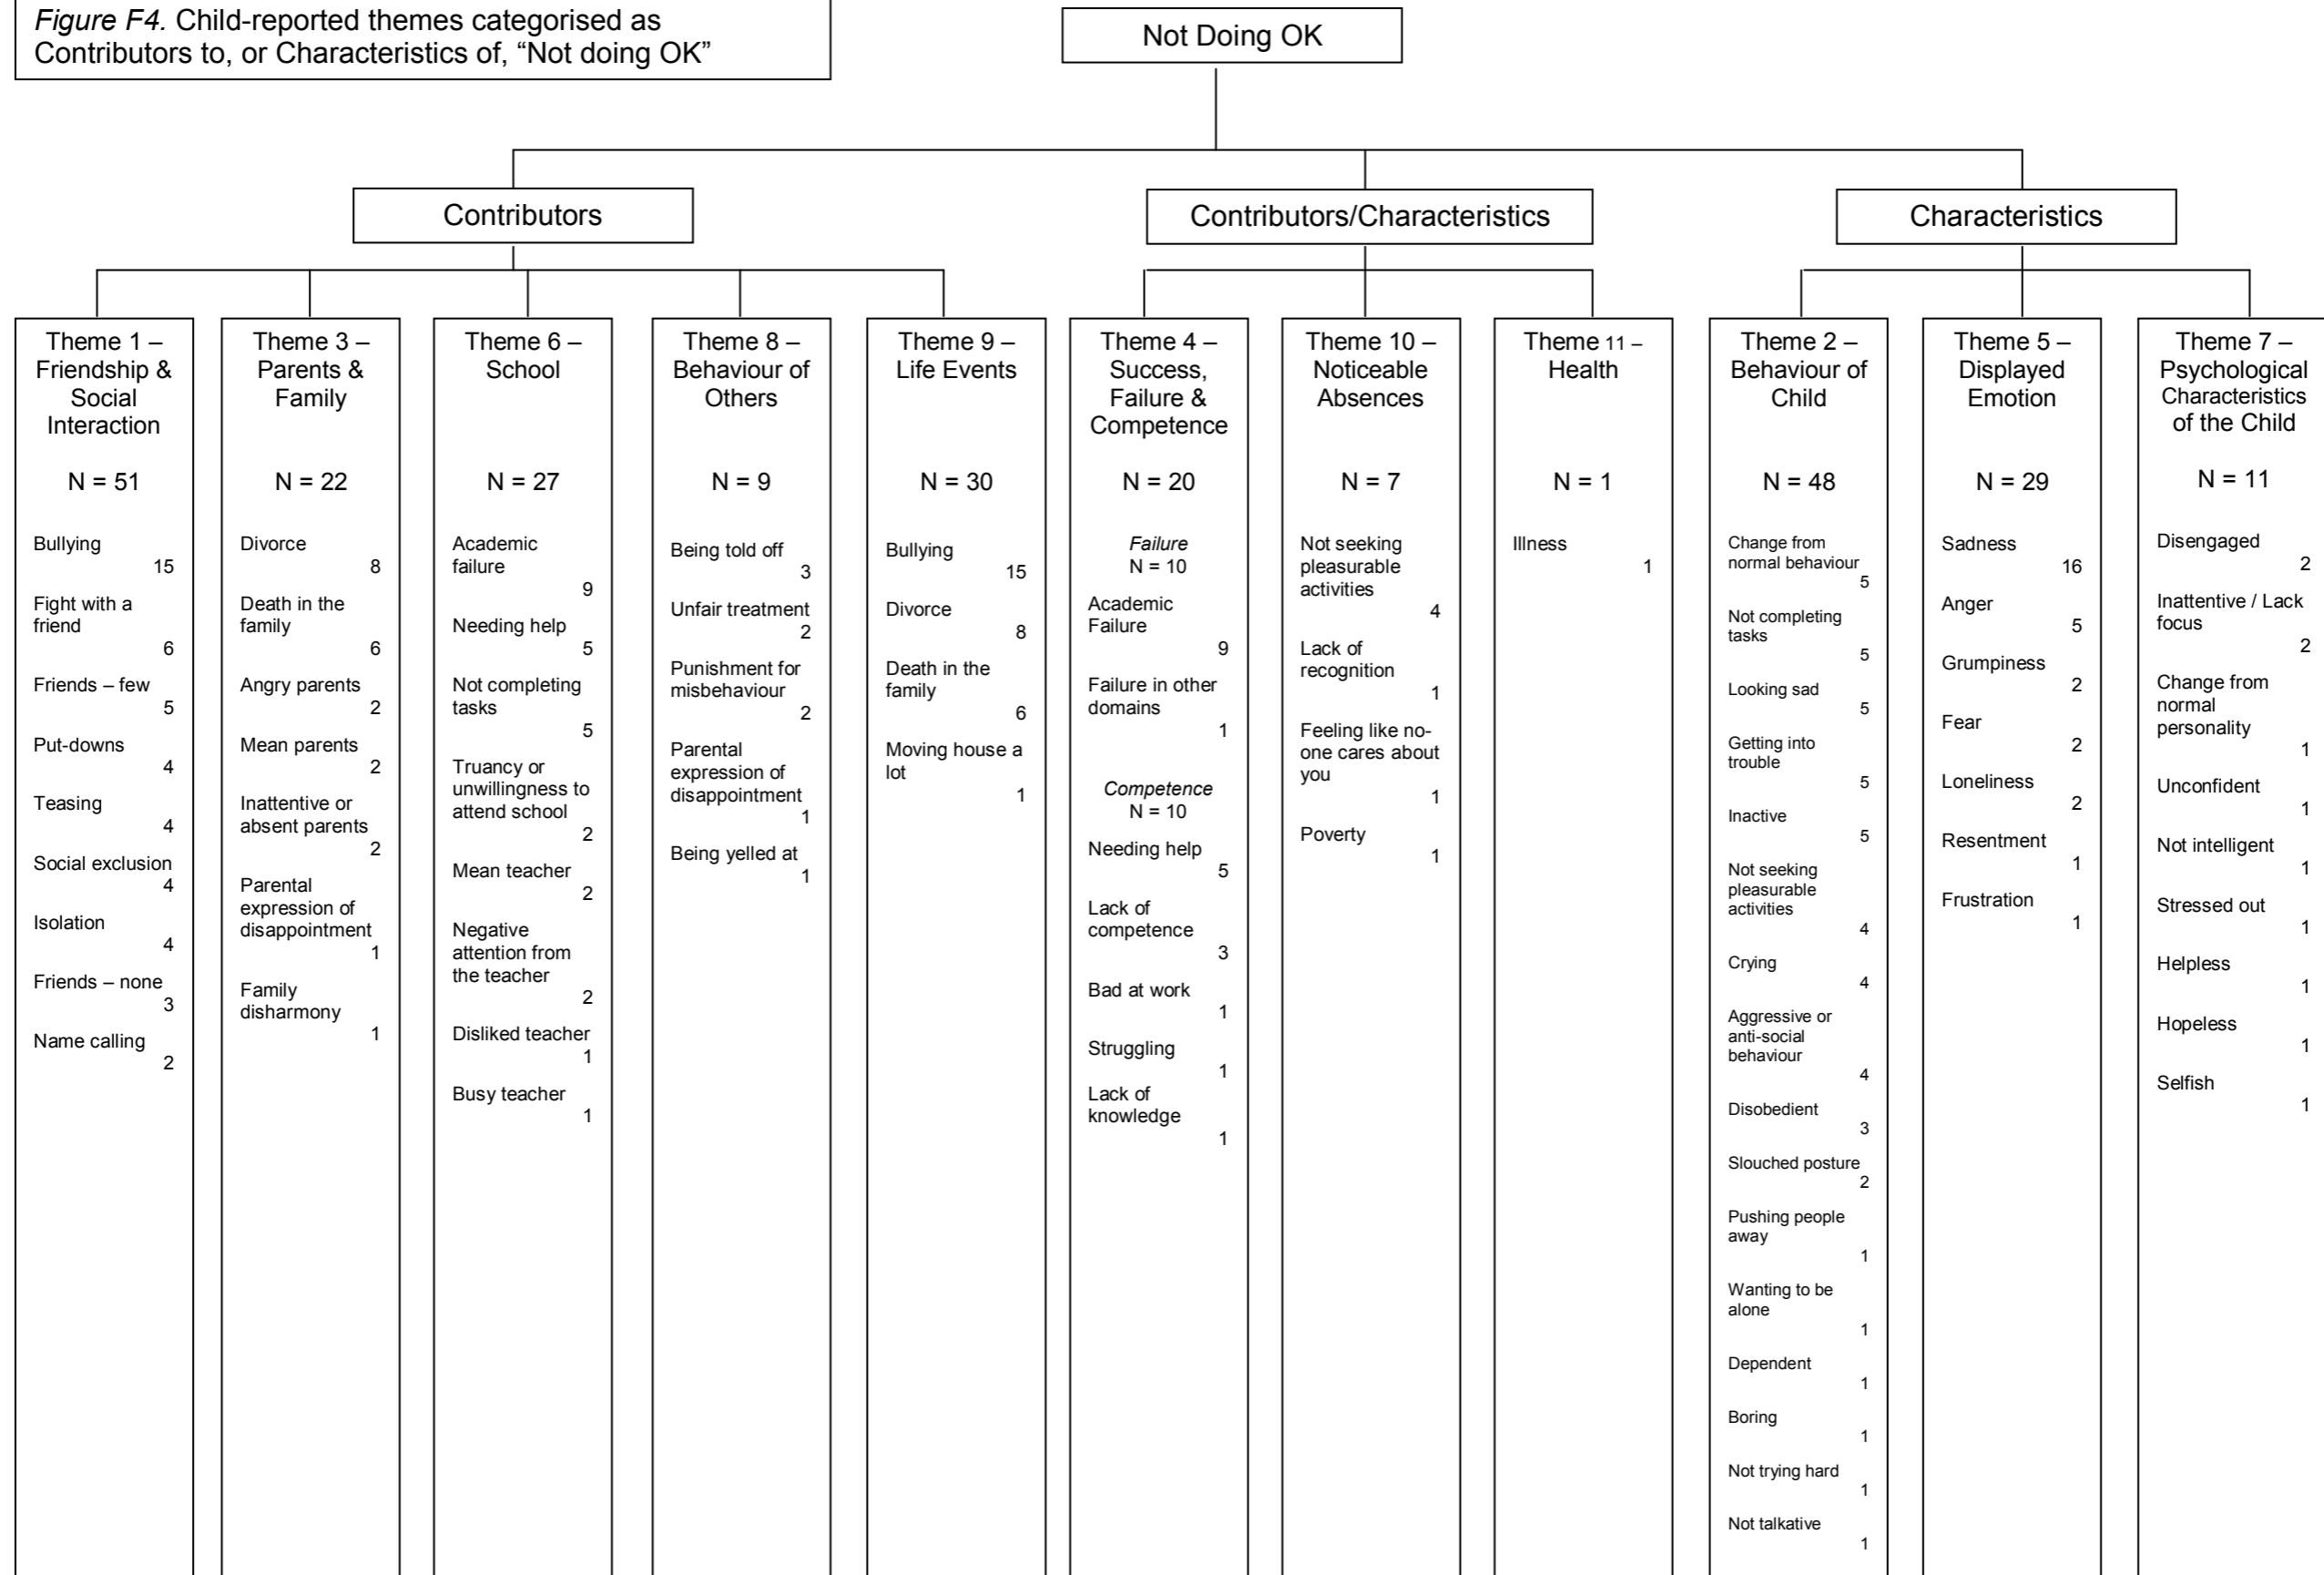 Figure F4. Child-reported themes categorised as
Contributors to, or Characteristics of, “Not doing OK”
Not Doing OK
Contributors
Contributors/Characteristics
Characteristics
Theme 1 –
Friendship &
Social
Interaction
N = 51
Bullying
15
Fight with a
friend
6
Friends – few
5
Put-downs
4
Teasing
4
Social exclusion
4
Isolation
4
Friends – none
3
Name calling
2
Theme 3 –
Parents &
Family
N = 22
Divorce
8
Death in the
family
6
Angry parents
2
Mean parents
2
Inattentive or
absent parents
2
Parental
expression of
disappointment
1
Family
disharmony
1
Theme 6 –
School
N = 27
Academic
failure
9
Needing help
5
Not completing
tasks
5
Truancy or
unwillingness to
attend school
2
Mean teacher
2
Negative
attention from
the teacher
2
Disliked teacher
1
Busy teacher
1
Theme 8 –
Behaviour of
Others
N = 9
Being told off
3
Unfair treatment
2
Punishment for
misbehaviour
2
Parental
expression of
disappointment
1
Being yelled at
1
Theme 9 –
Life Events
N = 30
Bullying
15
Divorce
8
Death in the
family
6
Moving house a
lot
1
Theme 4 –
Success,
Failure &
Competence
N = 20
Failure
N = 10
Academic
Failure
9
Failure in other
domains
1
Competence
N = 10
Needing help
5
Lack of
competence
3
Bad at work
1
Struggling
1
Lack of
knowledge
1
Theme 10 –
Noticeable
Absences
N = 7
Not seeking
pleasurable
activities
4
Lack of
recognition
1
Feeling like no-
one cares about
you
1
Poverty
1
Theme 11 –
Health
N = 1
Illness
1
Theme 2 –
Behaviour of
Child
N = 48
Change from
normal behaviour
5
Not completing
tasks
5
Looking sad
5
Getting into
trouble
5
Inactive
5
Not seeking
pleasurable
activities
4
Crying
4
Aggressive or
anti-social
behaviour
4
Disobedient
3
Slouched posture
2
Pushing people
away
1
Wanting to be
alone
1
Dependent
1
Boring
1
Not trying hard
1
Not talkative
1
Theme 5 –
Displayed
Emotion
N = 29
Sadness
16
Anger
5
Grumpiness
2
Fear
2
Loneliness
2
Resentment
1
Frustration
1
Theme 7 –
Psychological
Characteristics
of the Child
N = 11
Disengaged
2
Inattentive / Lack
focus
2
Change from
normal
personality
1
Unconfident
1
Not intelligent
1
Stressed out
1
Helpless
1
Hopeless
1
Selfish
1